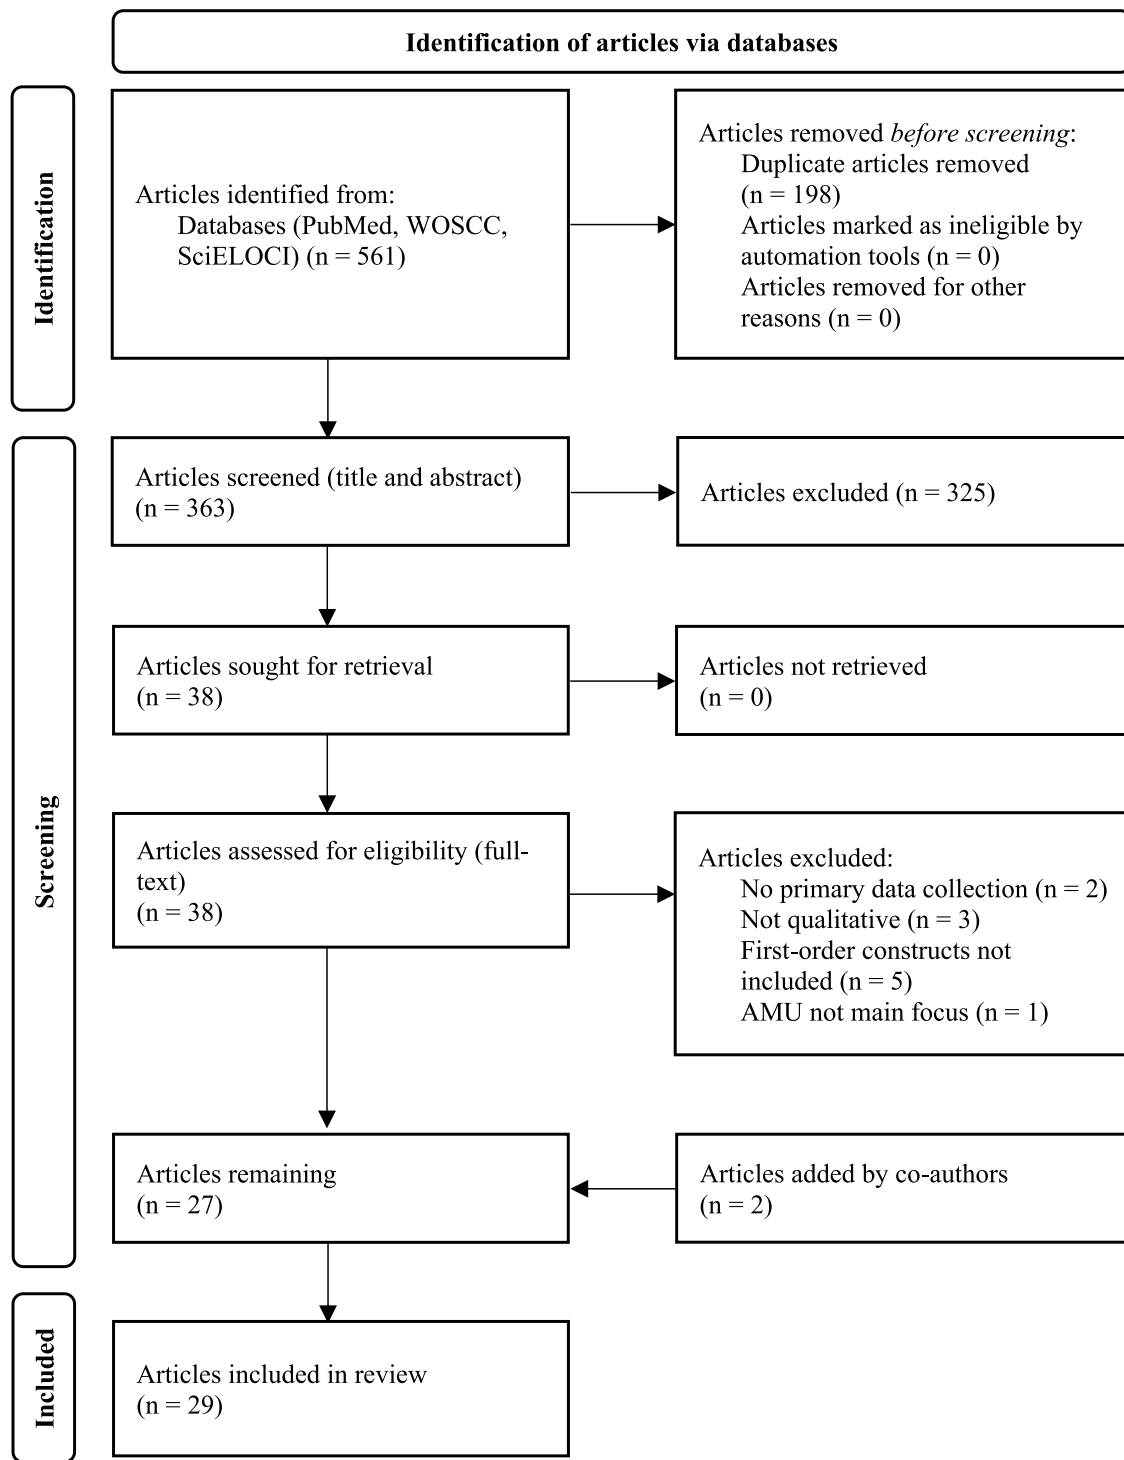 Identification of articles via databases
Identification
Articles identified from:
Databases (PubMed, WOSCC,
SciELOCI) (n = 561)
Articles removed before screening:
Duplicate articles removed
(n = 198)
Articles marked as ineligible by
automation tools (n = 0)
Articles removed for other
reasons (n = 0)
Screening
Articles screened (title and abstract)
(n = 363)
Articles excluded (n = 325)
Articles sought for retrieval
(n = 38)
Articles not retrieved
(n = 0)
Articles assessed for eligibility (full-
text)
(n = 38)
Articles excluded:
No primary data collection (n = 2)
Not qualitative (n = 3)
First-order constructs not
included (n = 5)
AMU not main focus (n = 1)
Articles remaining
(n = 27)
Articles added by co-authors
(n = 2)
Included
Articles included in review
(n = 29)